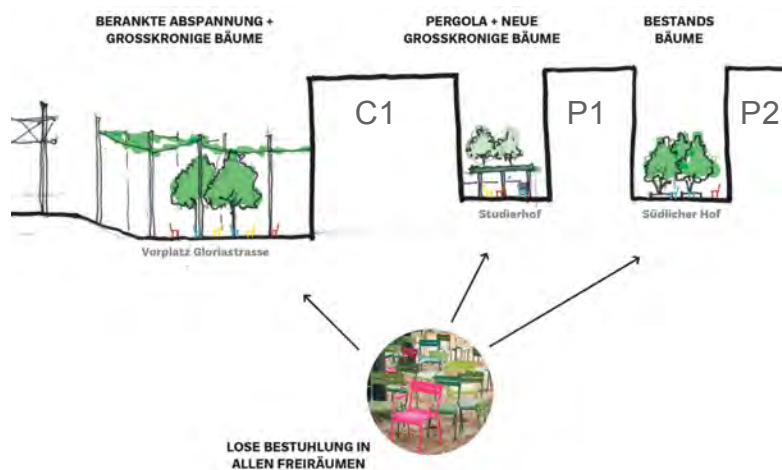 BERANKTE ABSPANNUNG +
GROSSKRONIGE BÄUME
PERGOLA + NEUE
GROSSKRONIGE BÄUME
BESTANDS
BÄUME
C1
P1
P2
Studierhof
Südlicher Hof
Vorplatz Gloriastrasse
LOSE BESTUHLUNG IN
ALLEN FREIRÄUMEN